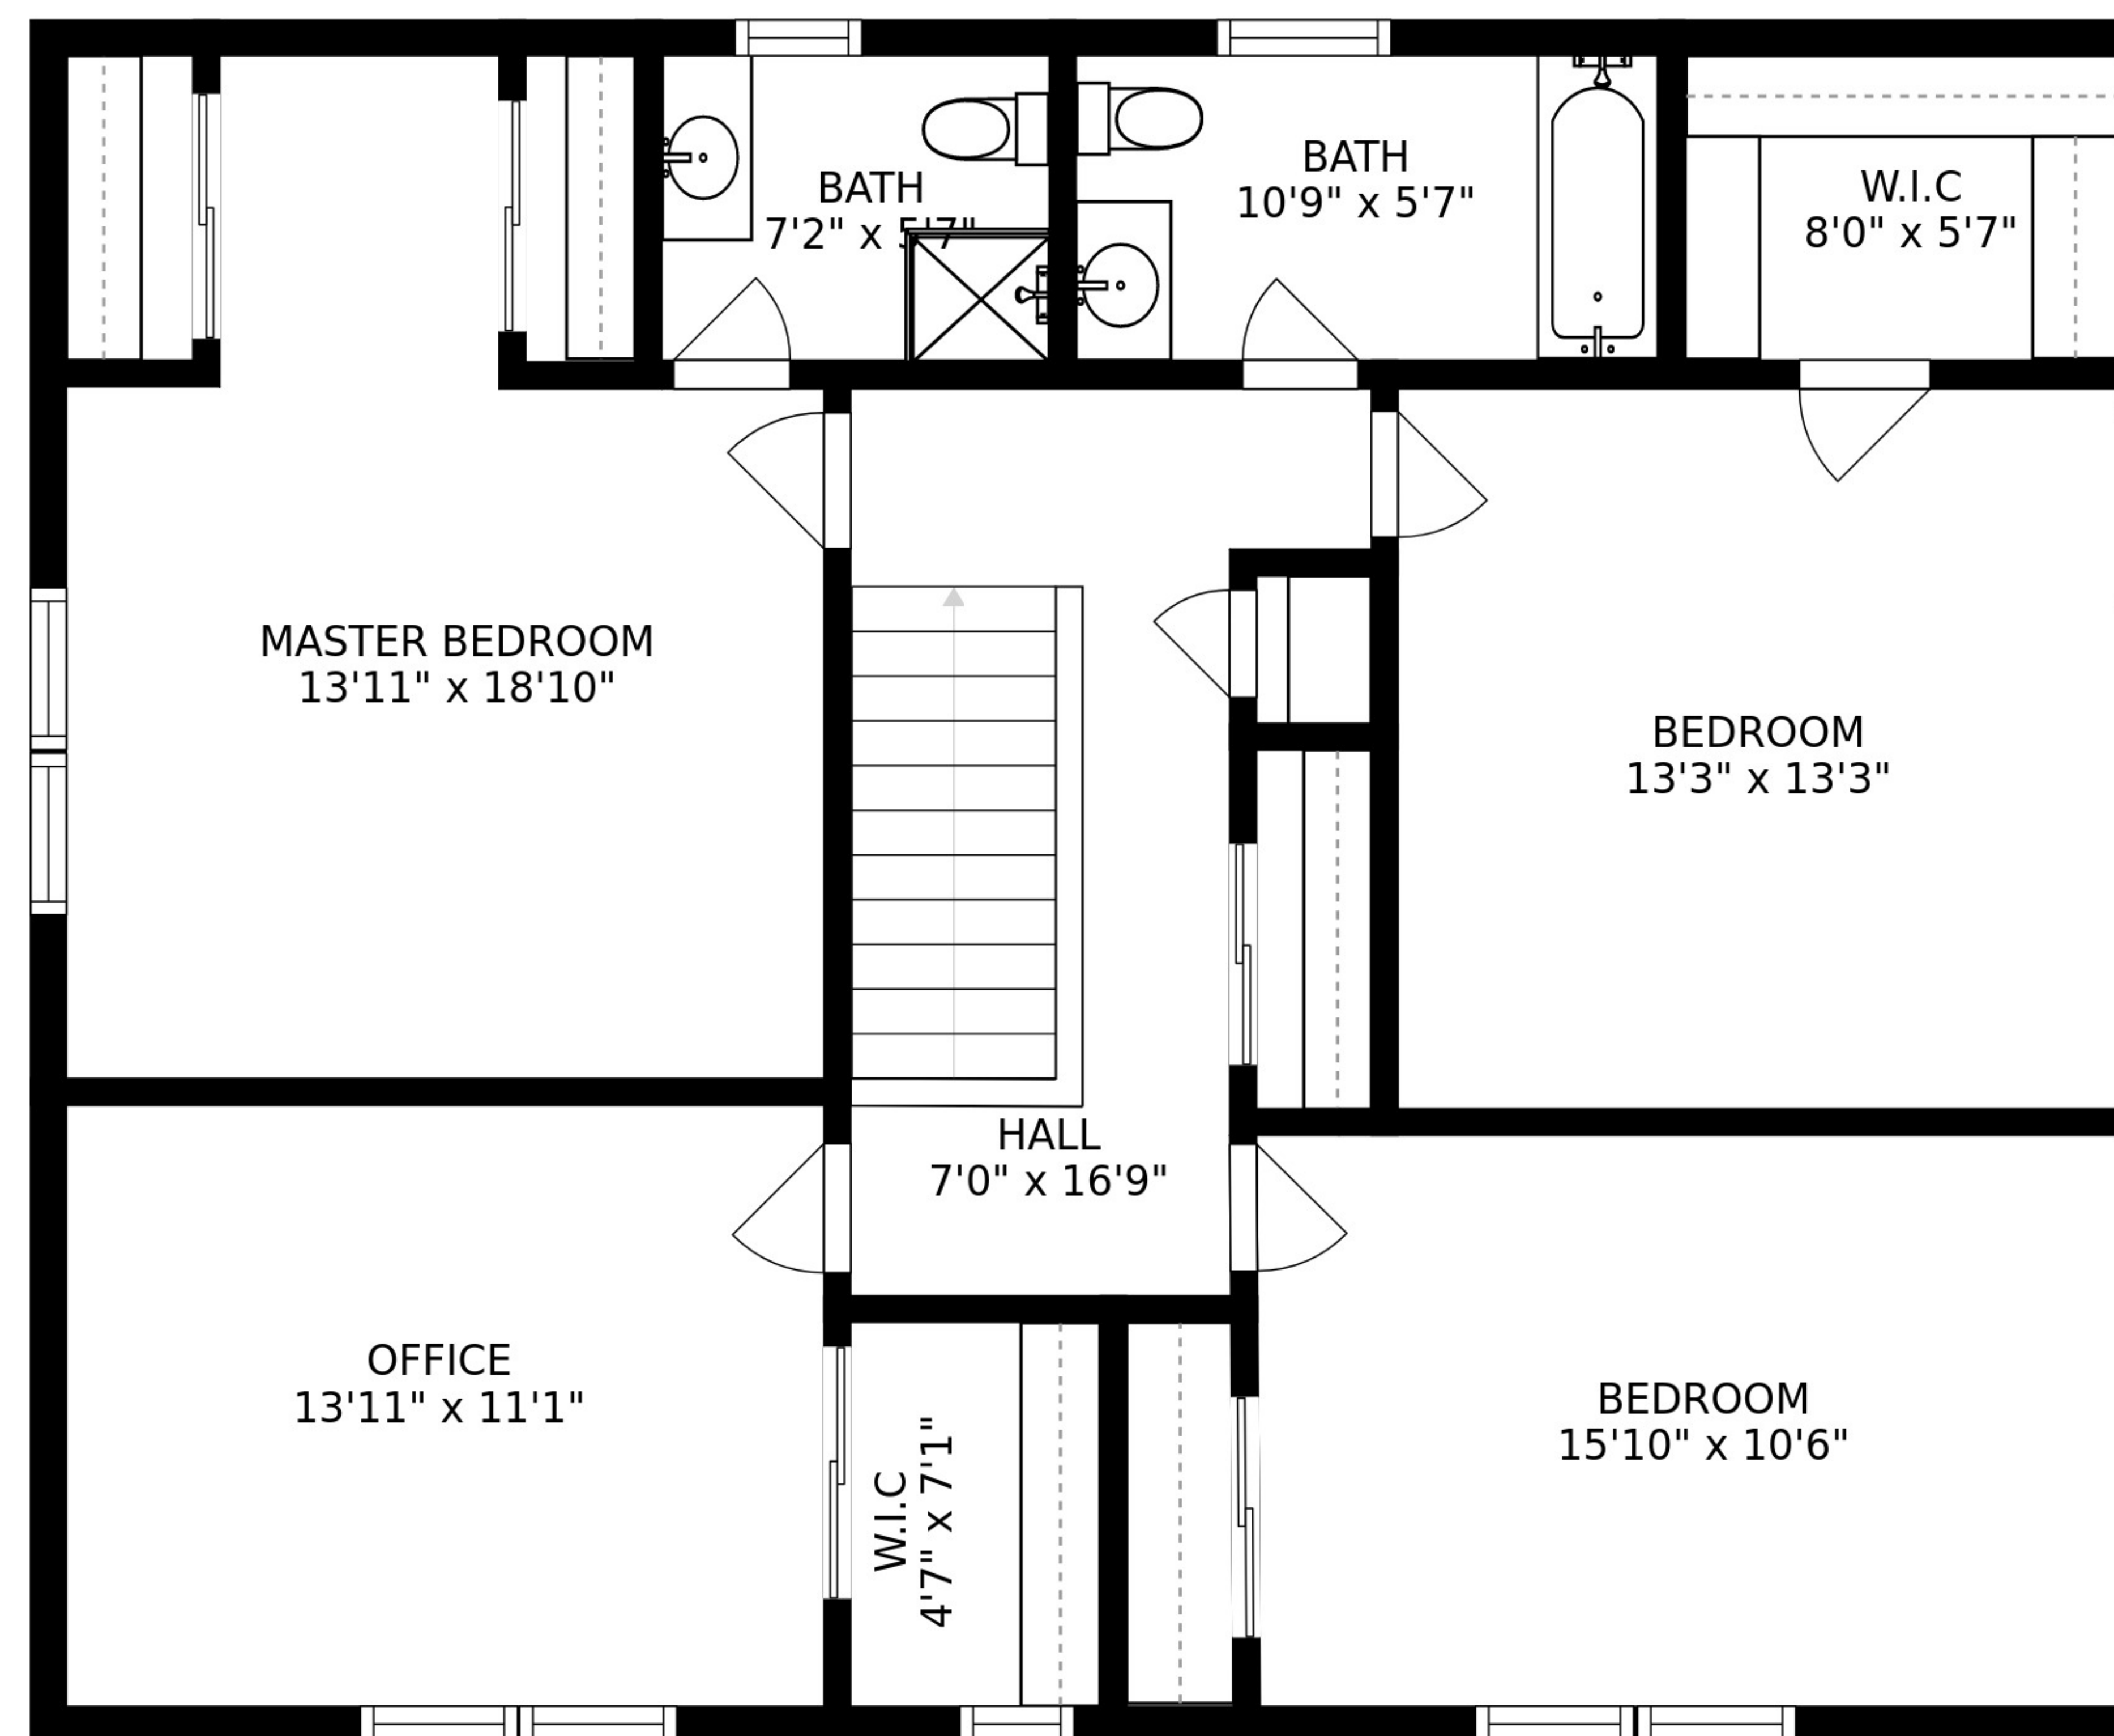 BATH
7'2" x 5'7"
BATH
10'9" x 5'7"
W.I.C
8'0" x 5'7"
MASTER BEDROOM
13'11" x 18'10"
BEDROOM
13'3" x 13'3"
HALL
7'0" x 16'9"
OFFICE
13'11" x 11'1"
W.I.C
4'7" x 7'1"
BEDROOM
15'10" x 10'6"